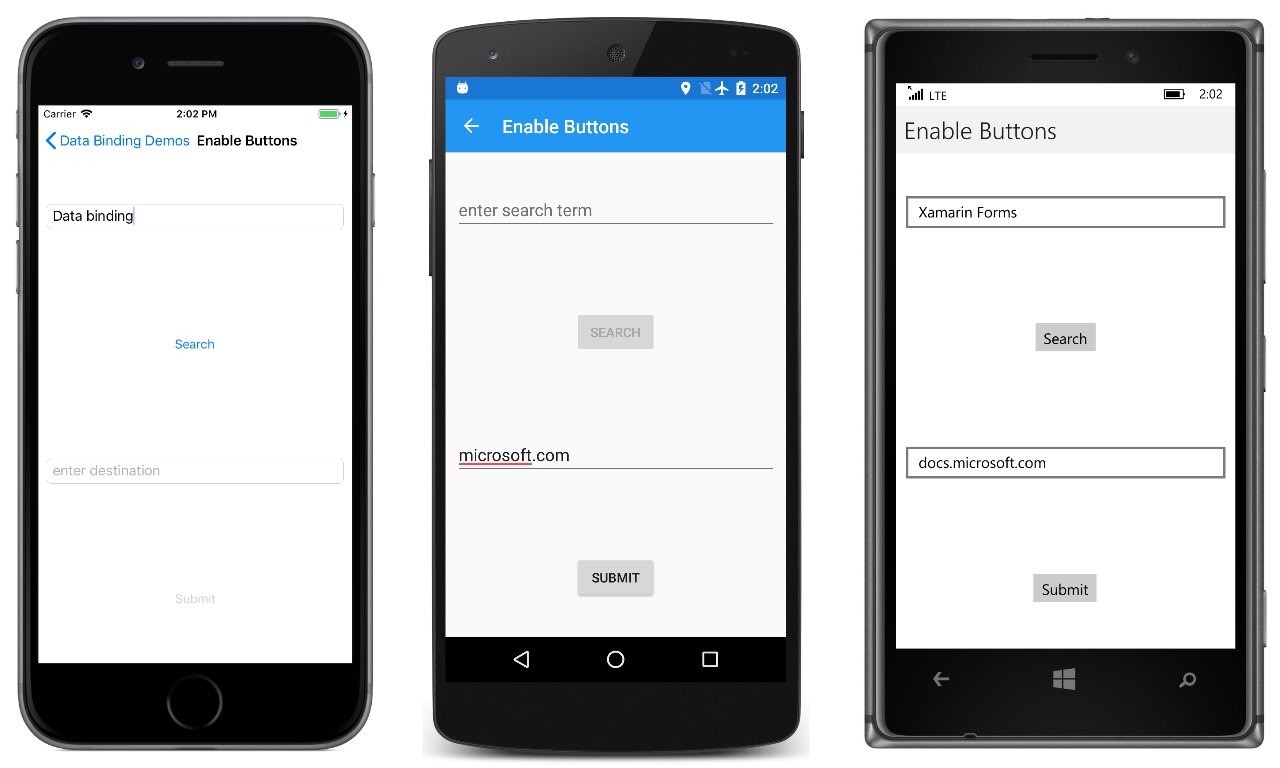 Carrier 2:02 PM
Data Binding Demos Enable Buttons
Data binding
Search
enter destination
Submit
2:02
Enable Buttons
enter search term
SEARCH
microsoft.com
SUBMIT
LTE 2:02
Enable Buttons
Xamarin Forms
Search
docs.microsoft.com
Submit